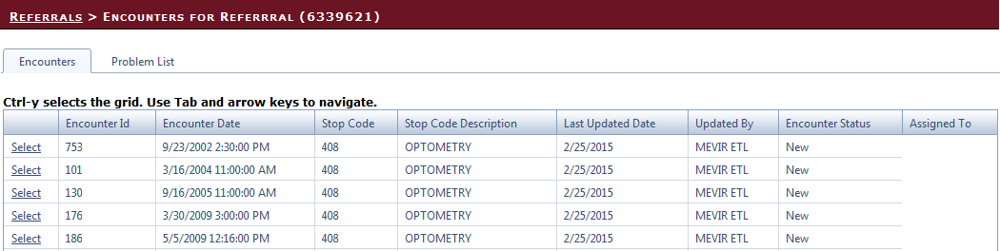 REFERRALS > ENCOUNTERS FOR REFERRRAL (6339621)
Encounters Problem List
Ctrl-y selects the grid. Use Tab and arrow keys to navigate.
Encounter Id Encounter Date Stop Code Stop Code Description Last Updated Date Updated By Encounter Status Assigned To
Select 753 9/23/2002 2:30:00 PM 408 OPTOMETRY 2/25/2015 MEVIR ETL New
Select 101 3/16/2004 11:00:00 AM 408 OPTOMETRY 2/25/2015 MEVIR ETL New
Select 130 9/16/2005 11:00:00 AM 408 OPTOMETRY 2/25/2015 MEVIR ETL New
Select 176 3/30/2009 3:00:00 PM 408 OPTOMETRY 2/25/2015 MEVIR ETL New
Select 186 5/5/2009 12:16:00 PM 408 OPTOMETRY 2/25/2015 MEVIR ETL New